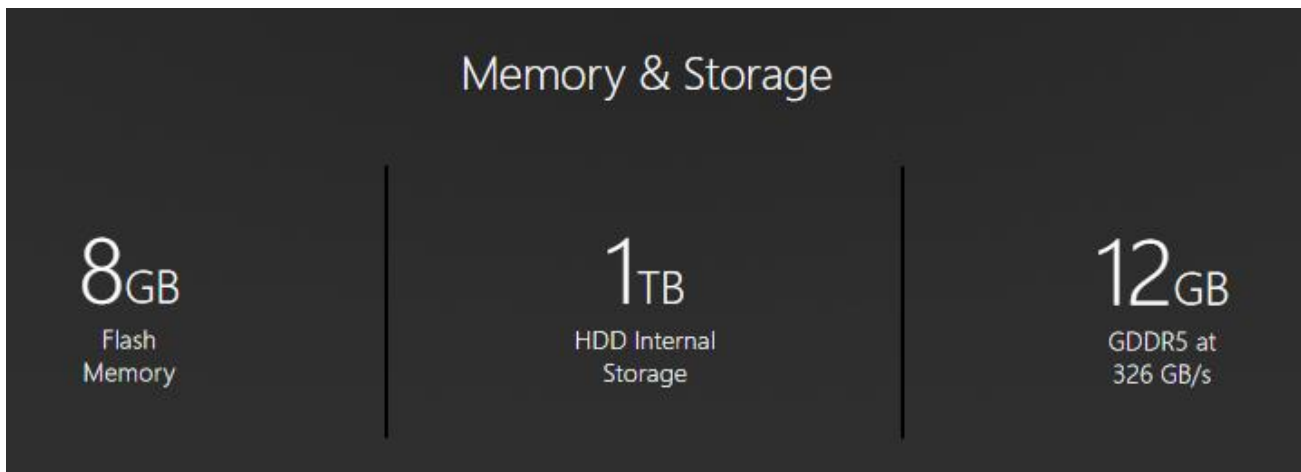 Memory & Storage
8GB
Flash
Memory
1TB
HDD Internal
Storage
12GB
GDDR5 at
326 GB/s